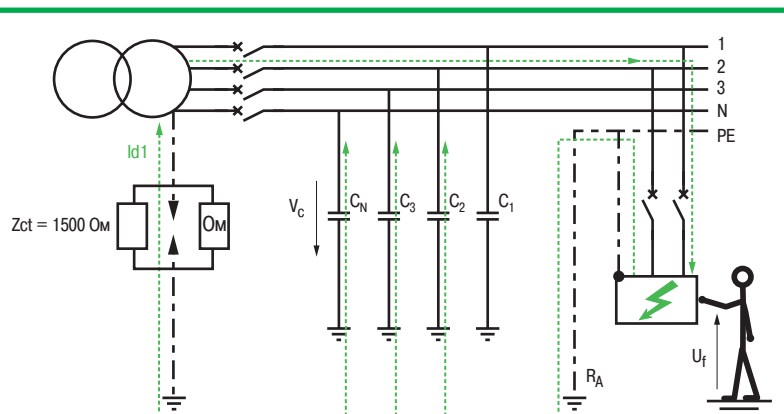 1
2
3
N
PE
Id1
Zct = 1500 Ом
Ом
Vc
CN
C3
C2
C1
RA
Uf